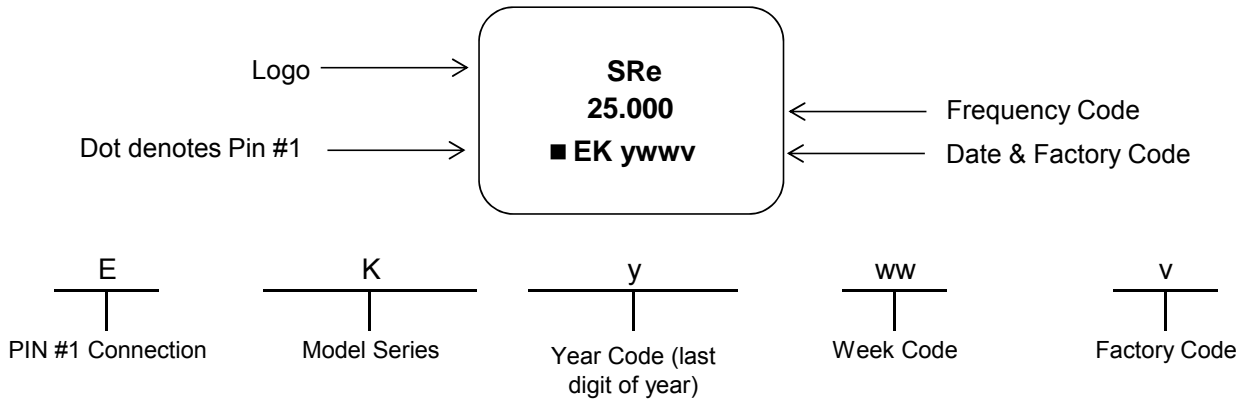 Logo
SRe
25.000
Frequency Code
Dot denotes Pin #1
■ EK ywwv
Date & Factory Code
E K y ww v
PIN #1 Connection
Model Series
Year Code (last
digit of year)
Week Code
Factory Code